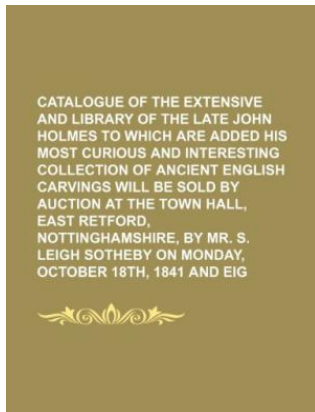 CATALOGUE OF THE EXTENSIVE
AND LIBRARY OF THE LATE JOHN
HOLMES TO WHICH ARE ADDED HIS
MOST CURIOUS AND INTERESTING
COLLECTION OF ANCIENT ENGLISH
CARVINGS WILL BE SOLD BY
AUCTION AT THE TOWN HALL,
EAST RETFORD,
NOTTINGHAMSHIRE, BY MR. S.
LEIGH SOTHEBY ON MONDAY,
OCTOBER 18TH, 1841 AND EIG